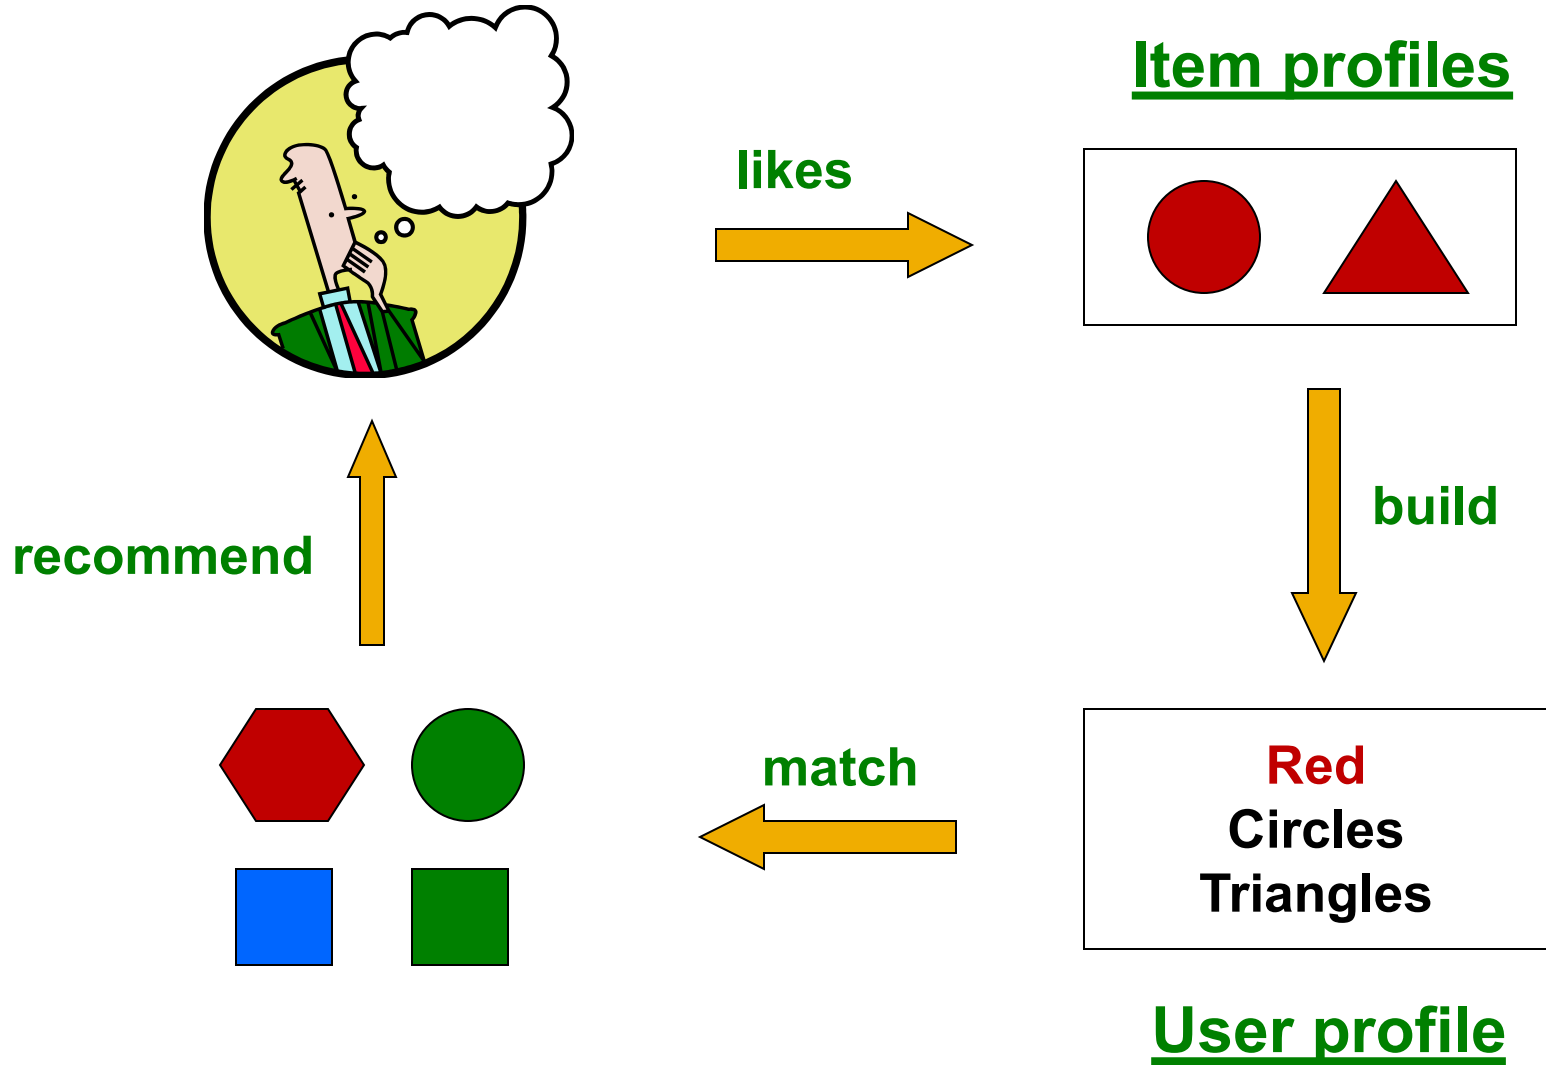 Item profiles
likes
build
recommend
match
Red
Circles
Triangles
User profile